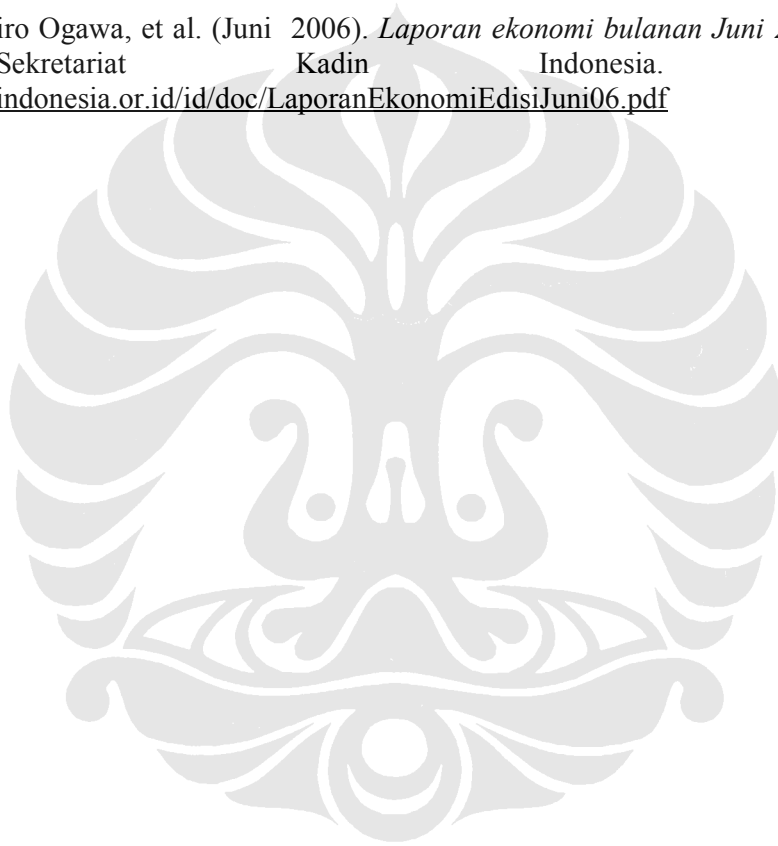 iro Ogawa, et al. (Juni 2006). Laporan ekonomi bulanan Juni
Sekretariat Kadin Indonesia.
indonesia.or.id/id/doc/LaporanEkonomiEdisiJuni06.pdf